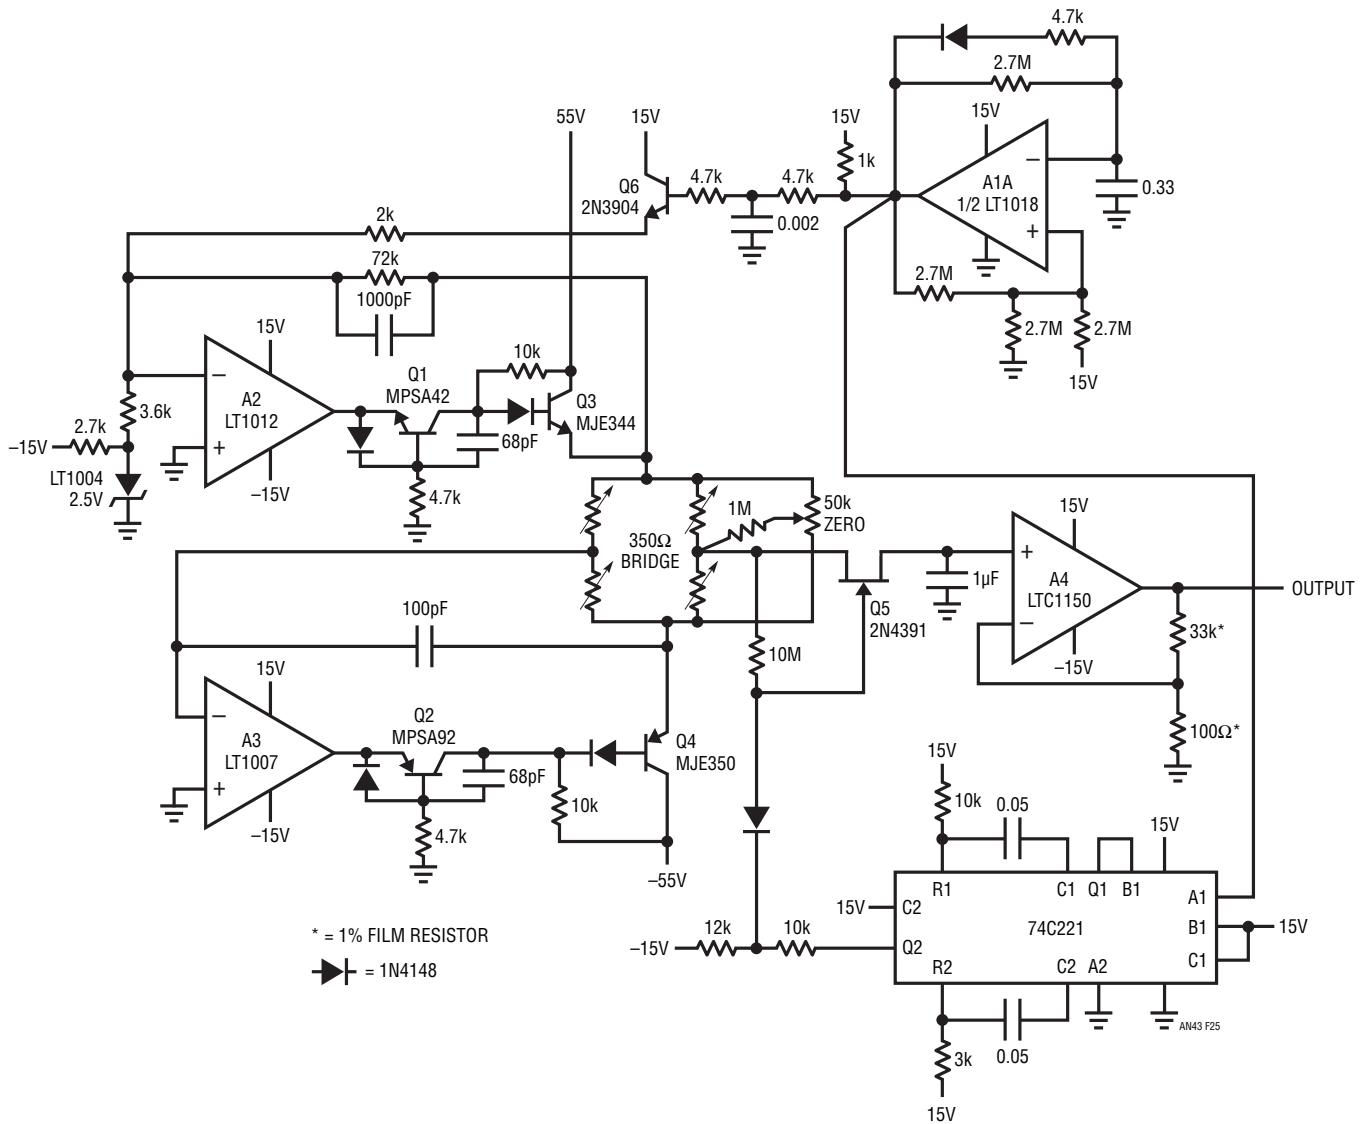 4.7k
2.7M
15V
A1A
1/2 LT1018
−
+
0.33
55V
15V
15V
1k
Q6
2N3904
4.7k
4.7k
0.002
2k
72k
1000pF
2.7M
2.7M
2.7M
15V
15V
10k
Q1
MPSA42
Q3
MJE344
−
A2
LT1012
+
3.6k
2.7k
–15V
LT1004
2.5V
–15V
68pF
4.7k
1M
50k
ZERO
350Ω
BRIDGE
15V
+
A4
LTC1150
−
–15V
1µF
Q5
2N4391
OUTPUT
33k*
100Ω*
100pF
10M
15V
−
A3
LT1007
+
–15V
Q2
MPSA92
68pF
Q4
MJE350
10k
4.7k
–55V
15V
10k
0.05
15V
R1
C1
Q1
B1
A1
15V
C2
74C221
B1
15V
C1
–15V
12k
10k
Q2
R2
C2
A2
AN43 F25
3k
0.05
15V
* = 1% FILM RESISTOR
= 1N4148